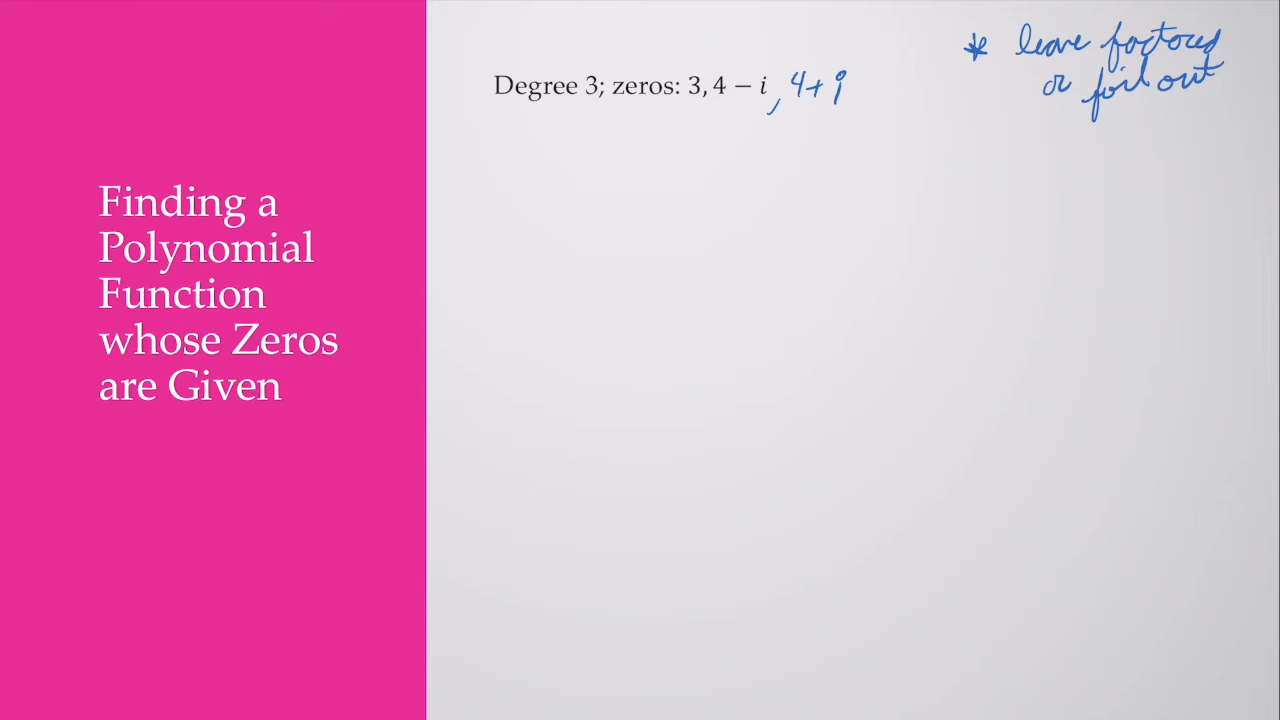 * leave factored
or foil out
Degree 3; zeros: 3, 4 − i, 4 + i
Finding a
Polynomial
Function
whose Zeros
are Given